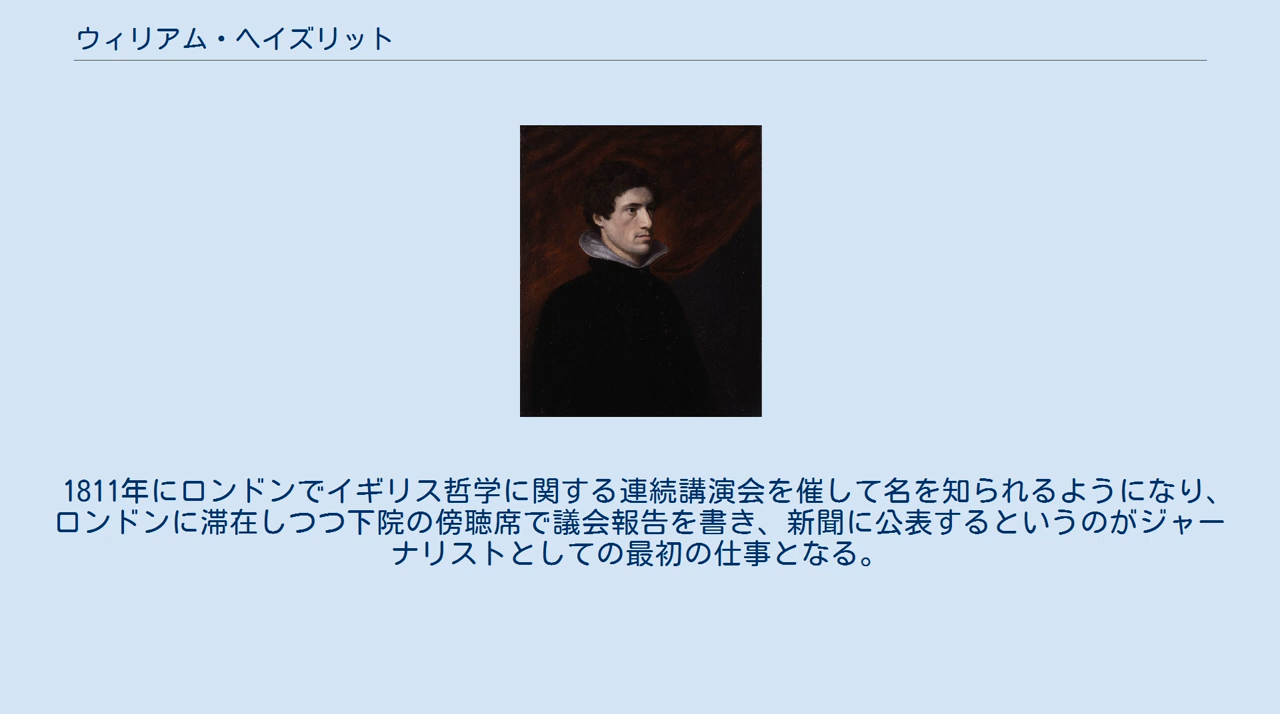 ウィリアム・ヘイズリット
1811年にロンドンでイギリス哲学に関する連続講演会を催して名を知られるようになり、
ロンドンに滞在しつつ下院の傍聴席で議会報告を書き、新聞に公表するというのがジャー
ナリストとしての最初の仕事となる。